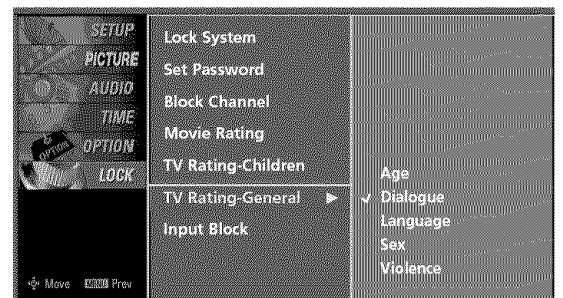 SETUP
PICTURE
AUDIO
TIME
OPTION
OPTION
LOCK
Move MENU Prev
Lock System
Set Password
Block Channel
Movie Rating
TV Rating-Children
TV Rating-General
Input Block
Age
Dialogue
Language
Sex
Violence